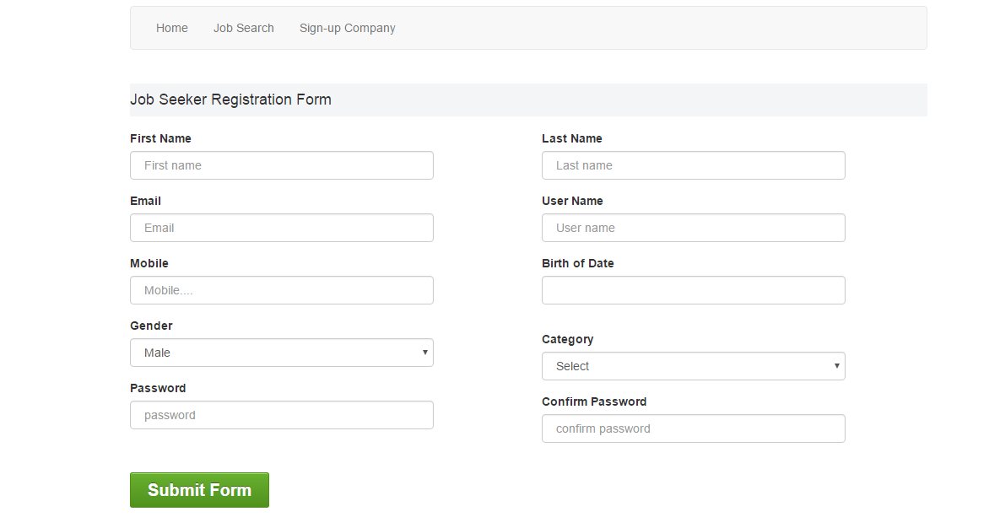 Home Job Search Sign-up Company
Job Seeker Registration Form
First Name Last Name
First name Last name
Email User Name
Email User name
Mobile Birth of Date
Mobile....
Gender
Male
Category
Select
Password
password
Confirm Password
confirm password
Submit Form